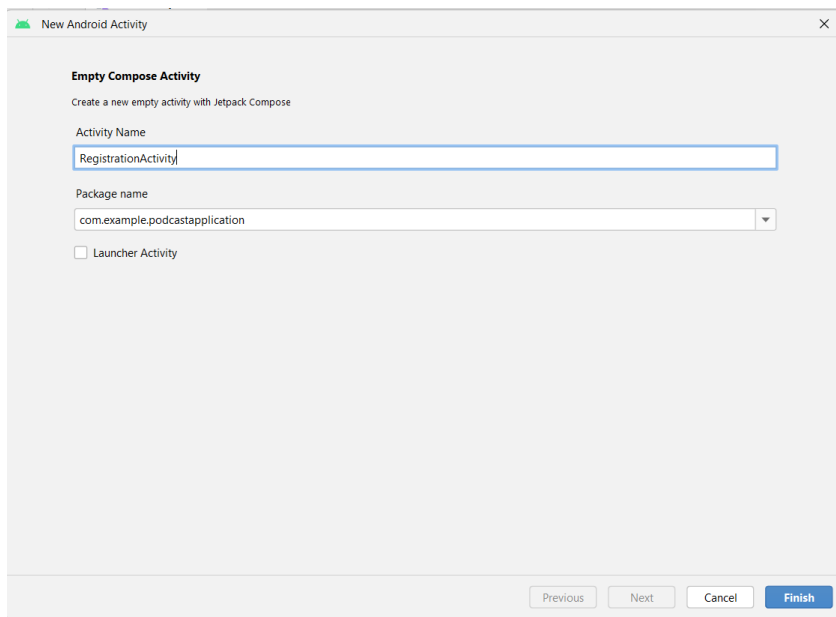 New Android Activity
Empty Compose Activity
Create a new empty activity with Jetpack Compose
Activity Name
RegistrationActivity
Package name
com.example.podcastapplication
Launcher Activity
Previous Next Cancel Finish